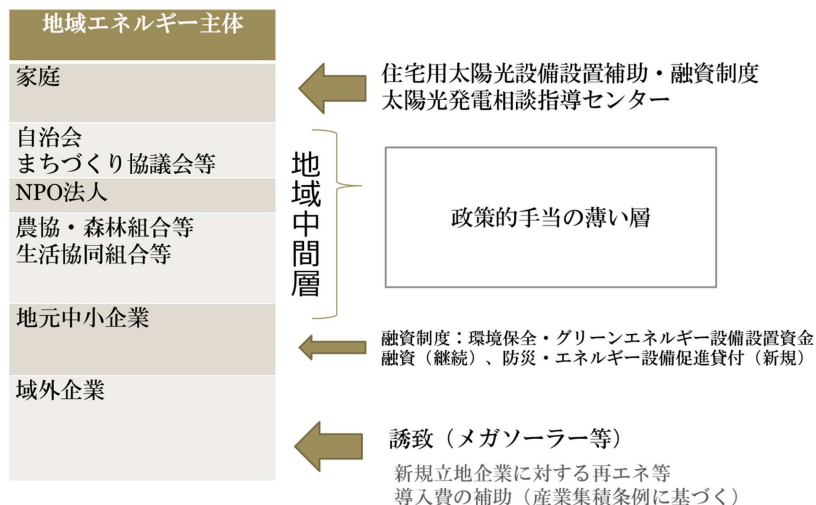 地域エネルギー主体
家庭
自治会
まちづくり協議会等
NPO法人
農協・森林組合等
生活協同組合等
地元中小企業
域外企業
地域中間層
住宅用太陽光設備設置補助・融資制度
太陽光発電相談指導センター
政策的手当の薄い層
融資制度：環境保全・グリーンエネルギー設備設置資金
融資（継続）、防災・エネルギー設備促進貸付（新規）
誘致（メガソーラー等）
新規立地企業に対する再エネ等
導入費の補助（産業集積条例に基づく）